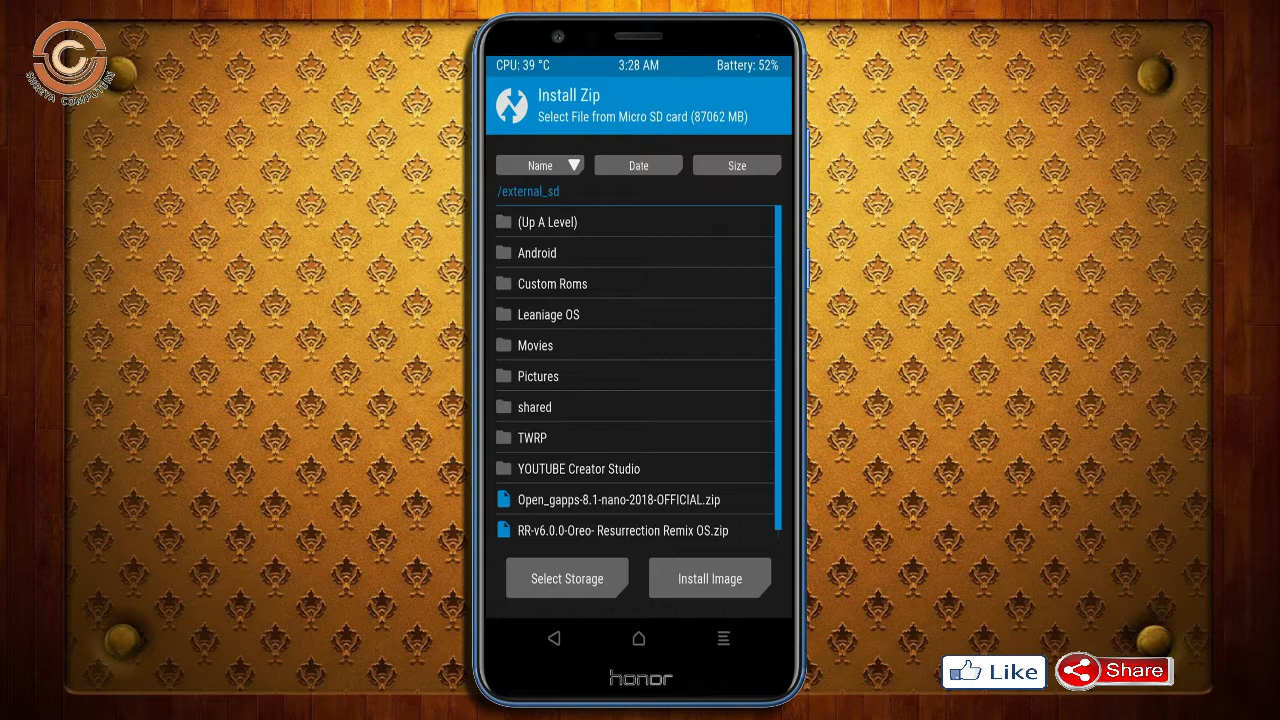 SHREYA COMPUTERS
CPU: 39 °C 3:28 AM Battery: 52%
Install Zip
Select File from Micro SD card (87062 MB)
Name Date Size
/external_sd
(Up A Level)
Android
Custom Roms
Leaniage OS
Movies
Pictures
shared
TWRP
YOUTUBE Creator Studio
Open_gapps-8.1-nano-2018-OFFICIAL.zip
RR-v6.0.0-Oreo- Resurrection Remix OS.zip
Select Storage Install Image
honor
Like Share